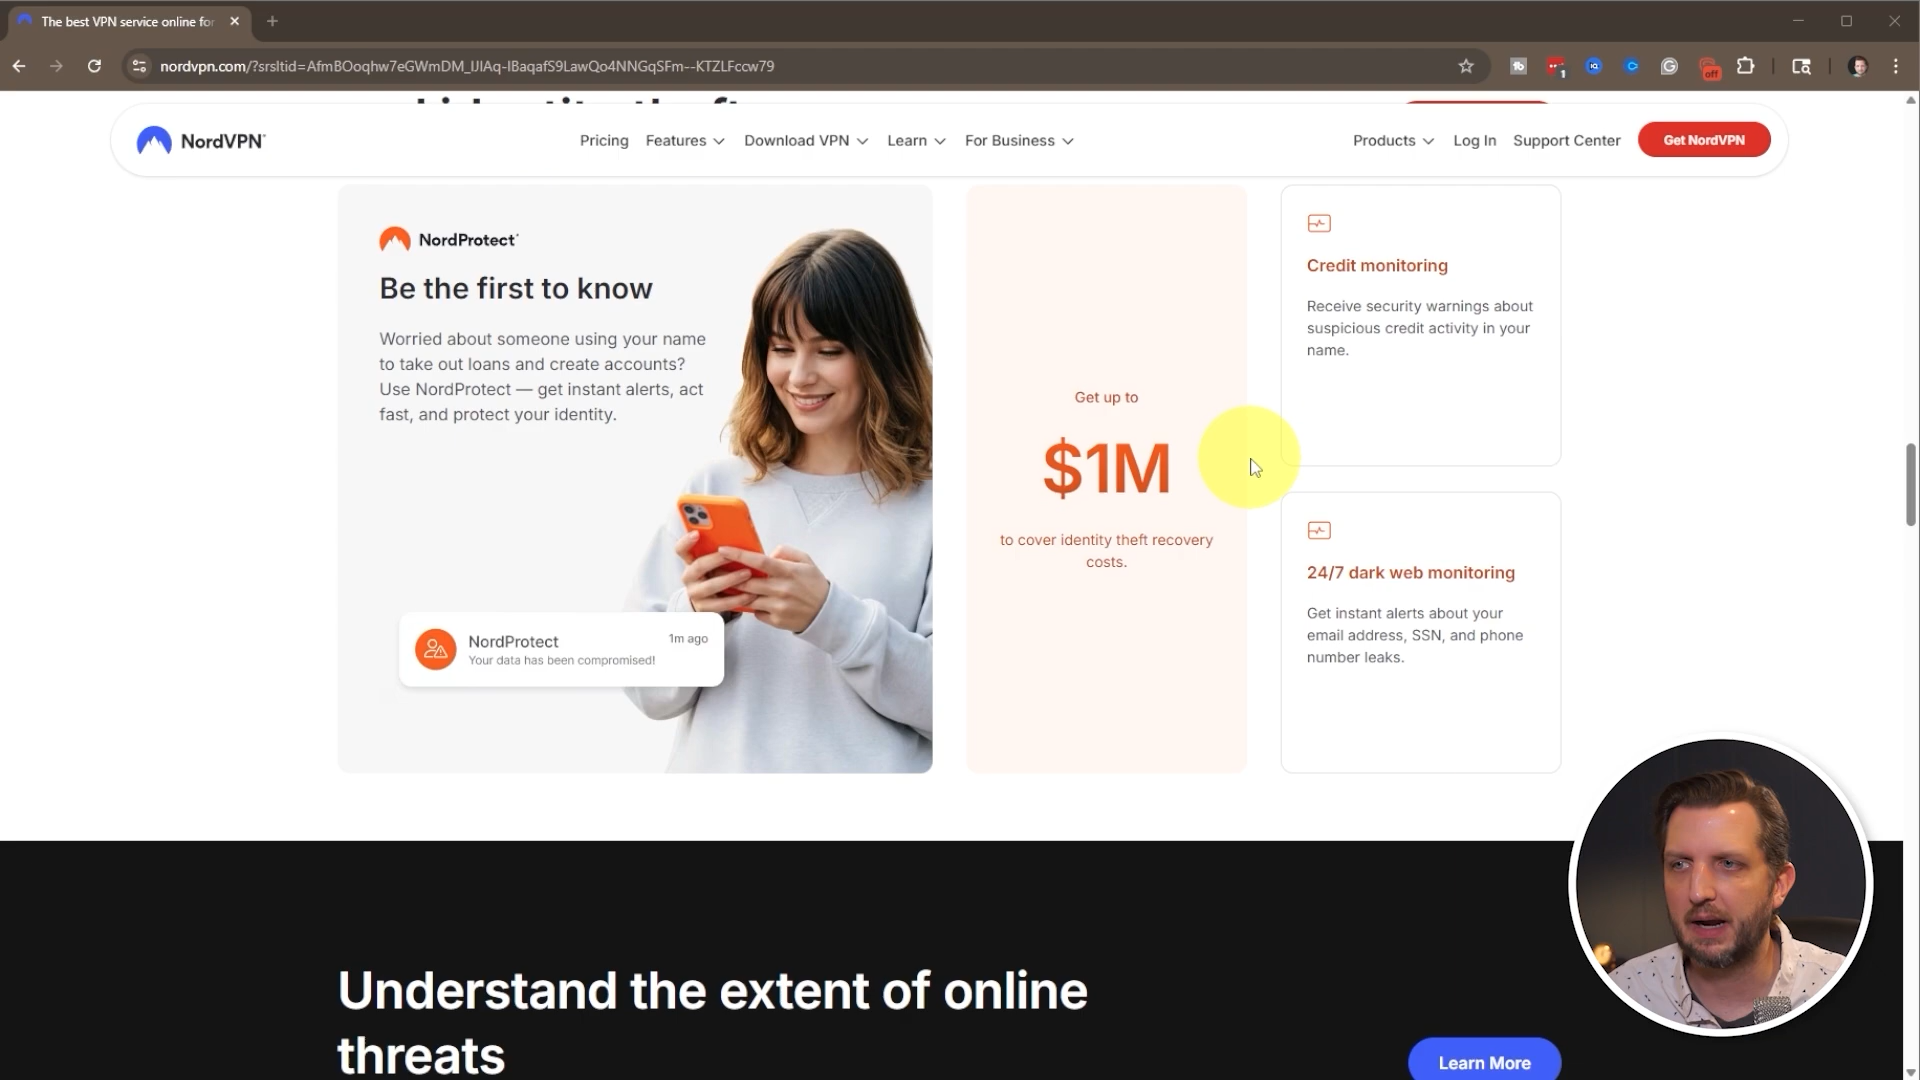 The best VPN service online for
nordvpn.com/?srsltid=AfmBOoqhw7eGWmDM_lJIAq-lBaqafS9LawQo4NNGqSFm--KTZLFccw79
1
off
NordVPN
Pricing
Features
Download VPN
Learn
For Business
Products
Log In
Support Center
Get NordVPN
NordProtect
Be the first to know
Worried about someone using your name
to take out loans and create accounts?
Use NordProtect — get instant alerts, act
fast, and protect your identity.
NordProtect
1m ago
Your data has been compromised!
Get up to
$1M
to cover identity theft recovery
costs.
Credit monitoring
Receive security warnings about
suspicious credit activity in your
name.
24/7 dark web monitoring
Get instant alerts about your
email address, SSN, and phone
number leaks.
Understand the extent of online
threats
Learn More